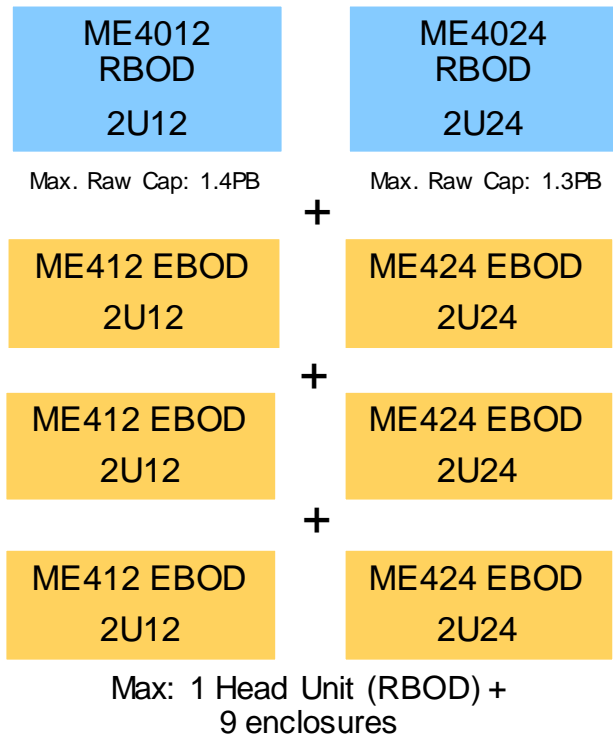 ME4012
RBOD
2U12
ME4024
RBOD
2U24
Max. Raw Cap: 1.4PB
Max. Raw Cap: 1.3PB
+
ME412 EBOD
2U12
ME424 EBOD
2U24
+
ME412 EBOD
2U12
ME424 EBOD
2U24
+
ME412 EBOD
2U12
ME424 EBOD
2U24
Max: 1 Head Unit (RBOD) +
9 enclosures